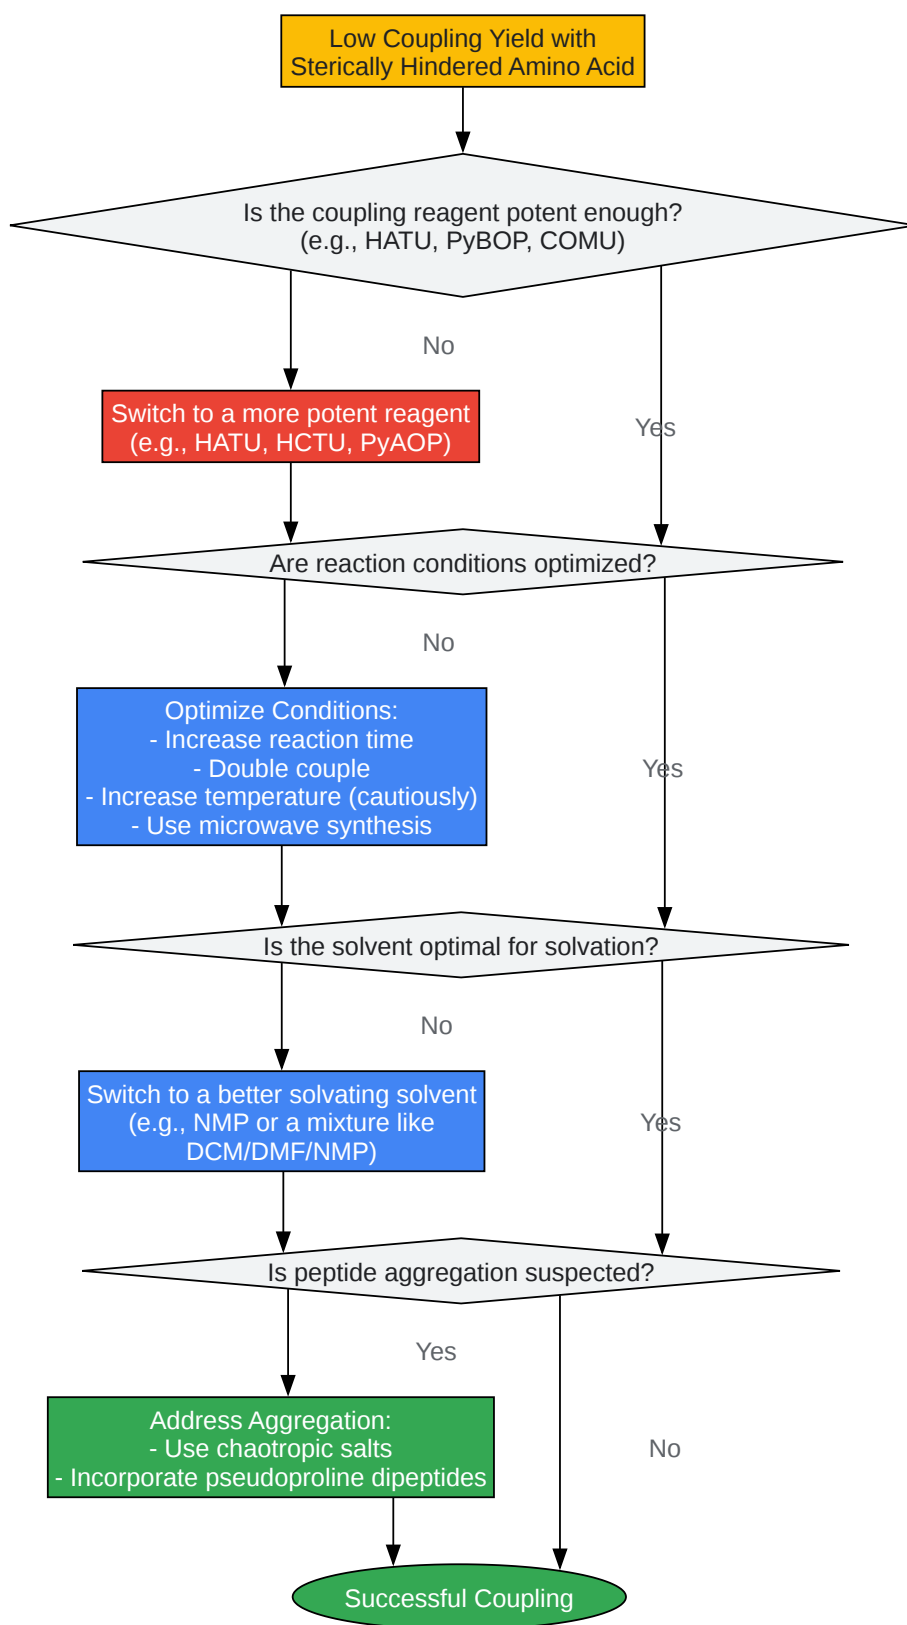 Low Coupling Yield with
Sterically Hindered Amino Acid
Is the coupling reagent potent enough?
(e.g., HATU, PyBOP, COMU)
No
Switch to a more potent reagent
(e.g., HATU, HCTU, PyAOP)
Yes
Are reaction conditions optimized?
No
Optimize Conditions:
- Increase reaction time
- Double couple
- Increase temperature (cautiously)
- Use microwave synthesis
Yes
Is the solvent optimal for solvation?
No
Switch to a better solvating solvent
(e.g., NMP or a mixture like
DCM/DMF/NMP)
Yes
Is peptide aggregation suspected?
Yes
Address Aggregation:
- Use chaotropic salts
- Incorporate pseudoproline dipeptides
No
Successful Coupling